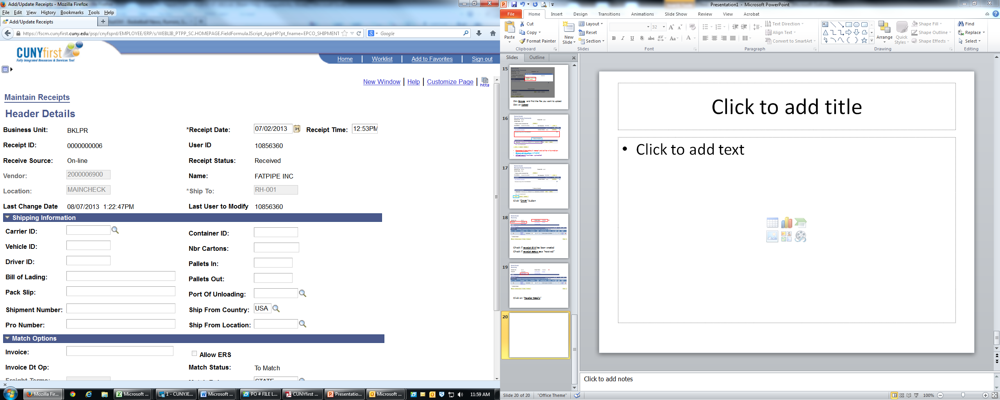 Add/Update Receipts - Mozilla Firefox
File Edit View History Bookmarks Tools Help
Add/Update Receipts
https://fscm.cunyfirst.cuny.edu/psp/cnyfsprd/EMPLOYEE/ERP/s/WEBLIB_PTPP_SC.HOMEPAGE.FieldFormula.IScript_AppHP?pt_fname=EPCO_SHIPMENT
Google
CUNYfirst
Fully Integrated Resources & Services Tool
Home Worklist Add to Favorites Sign out
New Window Help Customize Page http
Maintain Receipts
Header Details
Business Unit: BKLPR *Receipt Date: 07/02/2013 31 Receipt Time: 12:53PM
Receipt ID: 0000000006 User ID 10856360
Receive Source: On-line Receipt Status: Received
Vendor: 2000006900 Name: FATPIPE INC
Location: MAINCHECK *Ship To: RH-001
Last Change Date 08/07/2013 1:22:47PM Last User to Modify 10856360
Shipping Information
Carrier ID: Container ID:
Vehicle ID: Nbr Cartons:
Driver ID: Pallets In:
Bill of Lading: Pallets Out:
Pack Slip: Port Of Unloading:
Shipment Number: Ship From Country: USA
Pro Number: Ship From Location:
Match Options
Invoice: Allow ERS
Invoice Dt Op: Match Status: To Match
Freight Terms: STATE
Mozilla Fir... Microsoft ... 1 - CUNYJE... Microsoft ... PO # FILE L... CUNYfirst ... Presentatio... Microsoft ... 11:59 AM
Presentation1 - Microsoft PowerPoint
File Home Insert Design Transitions Animations Slide Show Review View Acrobat
Paste Cut Copy Format Painter
Clipboard
New Slide Layout Reset Section
Slides
32
Font
Text Direction Align Text Convert to SmartArt
Paragraph
Arrange Quick Styles Shape Fill Shape Outline Shape Effects
Drawing
Find Replace Select
Editing
Slides Outline
15
Click Browse and find the file you want to upload
Click on Upload
16
17
Click "OKAY" button
18
Check if receipt ID # has been created
Check if receipt status says "received"
19
Click on "Header Details"
20
Click to add title
• Click to add text
Click to add notes
Slide 20 of 20 "Office Theme" 100%